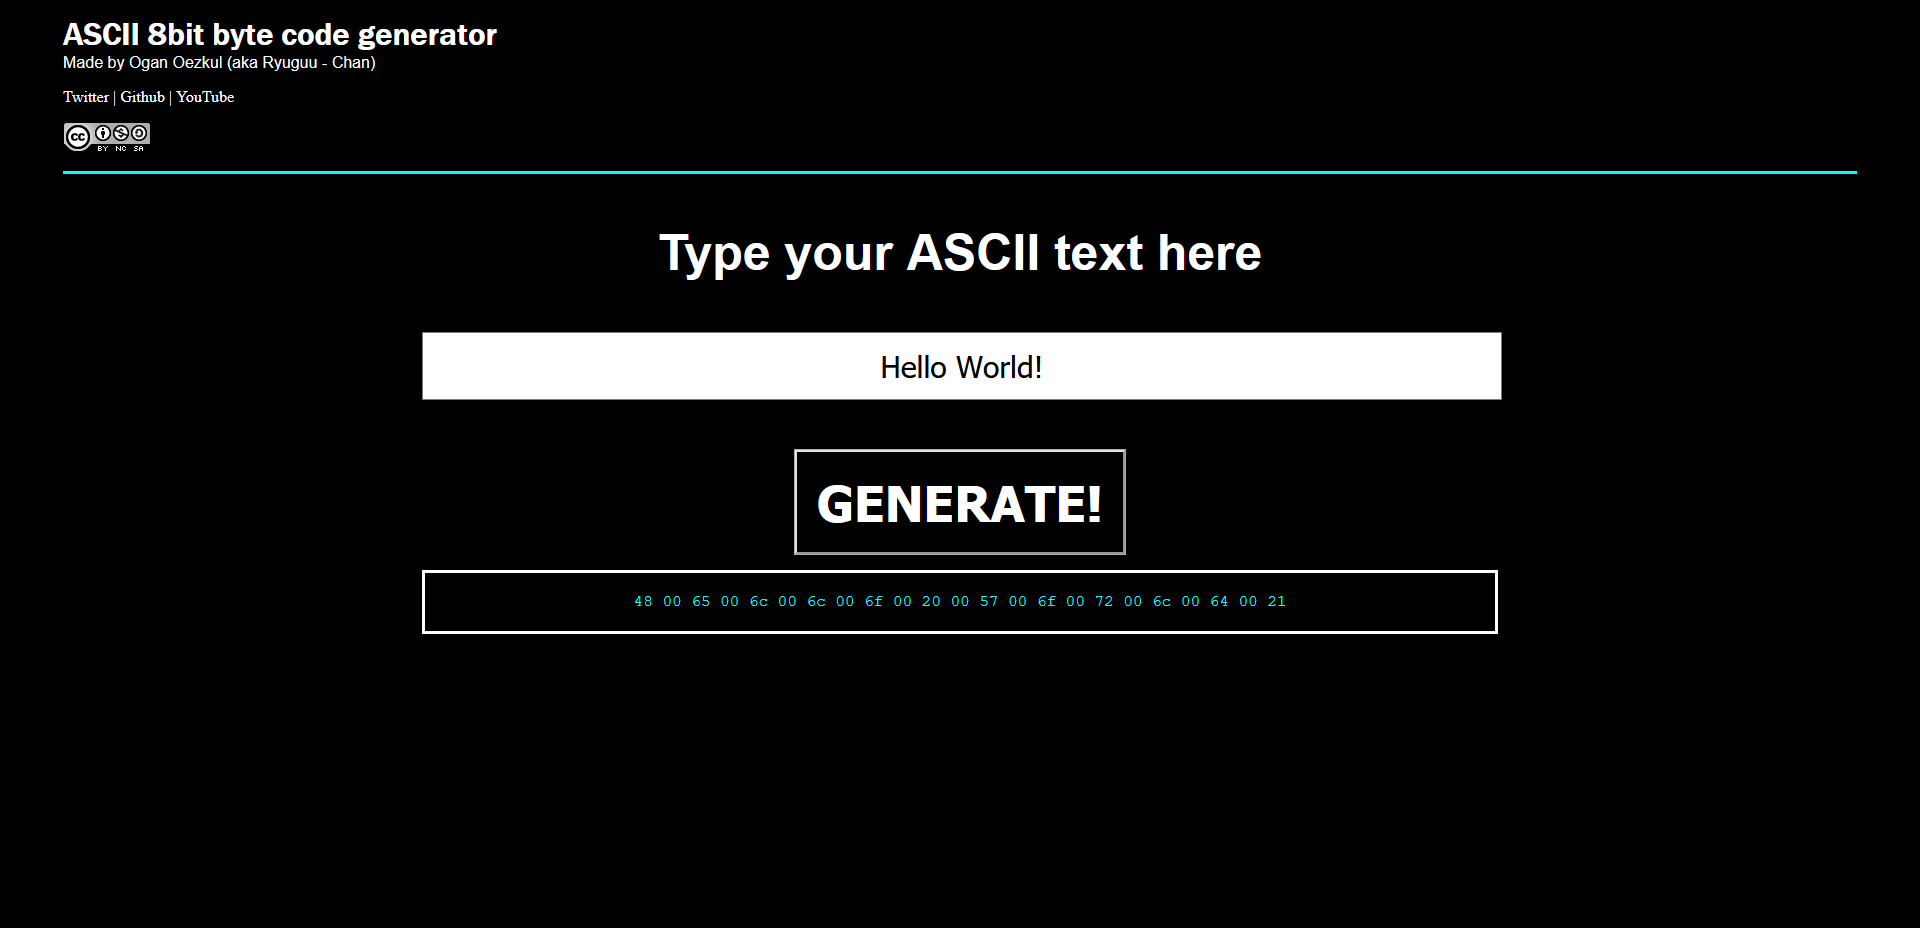 ASCII 8bit byte code generator
Made by Ogan Oezkul (aka Ryuguu - Chan)
Twitter | Github | YouTube
cc
BY NC SA
Type your ASCII text here
Hello World!
GENERATE!
48 00 65 00 6c 00 6c 00 6f 00 20 00 57 00 6f 00 72 00 6c 00 64 00 21